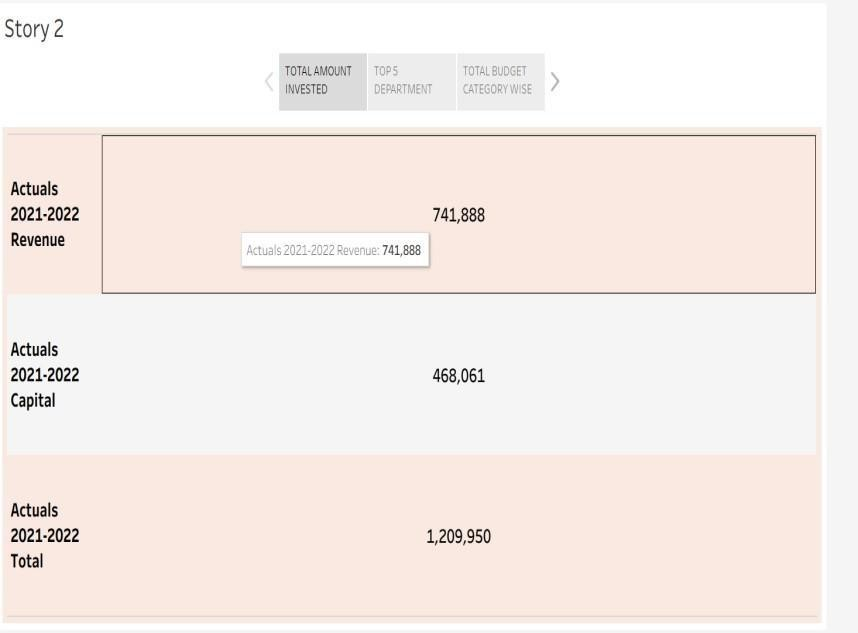 Story 2
TOTAL AMOUNT
INVESTED
TOP 5
DEPARTMENT
TOTAL BUDGET
CATEGORY WISE
Actuals
2021-2022
Revenue
741,888
Actuals 2021-2022 Revenue: 741,888
Actuals
2021-2022
Capital
468,061
Actuals
2021-2022
Total
1,209,950